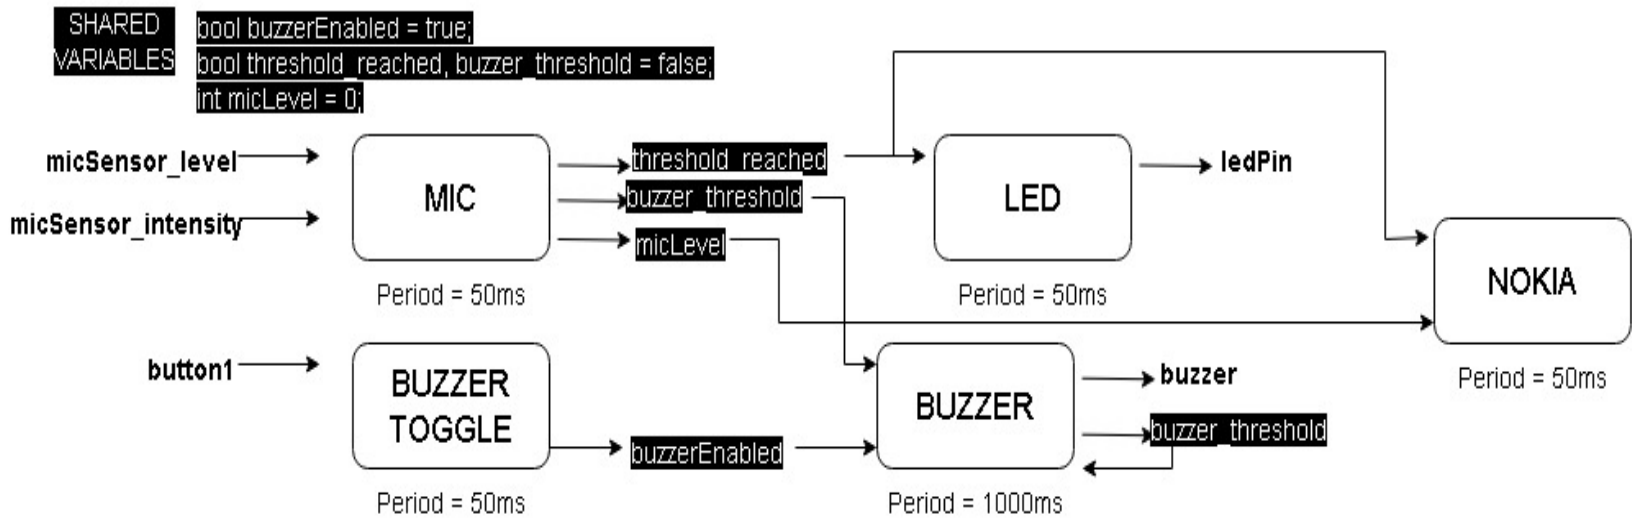 SHARED
VARIABLES
bool buzzerEnabled = true;
bool threshold_reached, buzzer_threshold = false;
int micLevel = 0;
micSensor_level
micSensor_intensity
MIC
Period = 50ms
threshold_reached
buzzer_threshold
micLevel
LED
Period = 50ms
ledPin
NOKIA
Period = 50ms
button1
BUZZER
TOGGLE
Period = 50ms
buzzerEnabled
BUZZER
Period = 1000ms
buzzer
buzzer_threshold